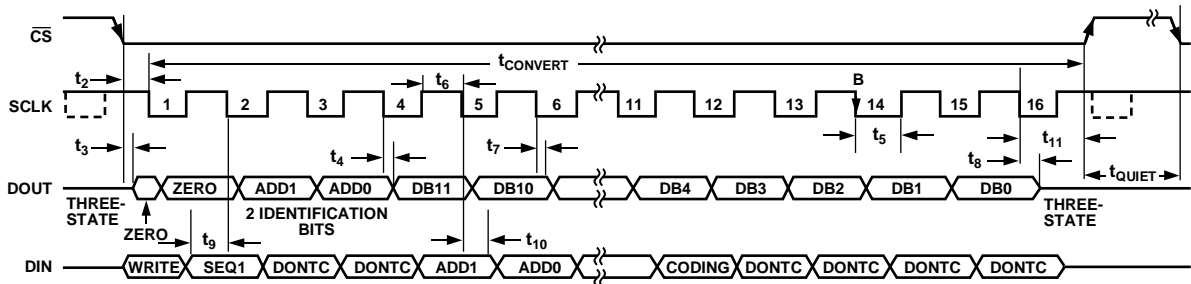 CS
tCONVERT
t2
t6
B
SCLK
1 2 3 4 5 6 11 12 13 14 15 16
t3
t4
t7
t5
t8
t11
DOUT
ZERO ADD1 ADD0 DB11 DB10 DB4 DB3 DB2 DB1 DB0
tQUIET
THREE-
STATE
2 IDENTIFICATION
BITS
THREE-
STATE
ZERO
t9
t10
DIN
WRITE SEQ1 DONTC DONTC ADD1 ADD0 CODING DONTC DONTC DONTC DONTC